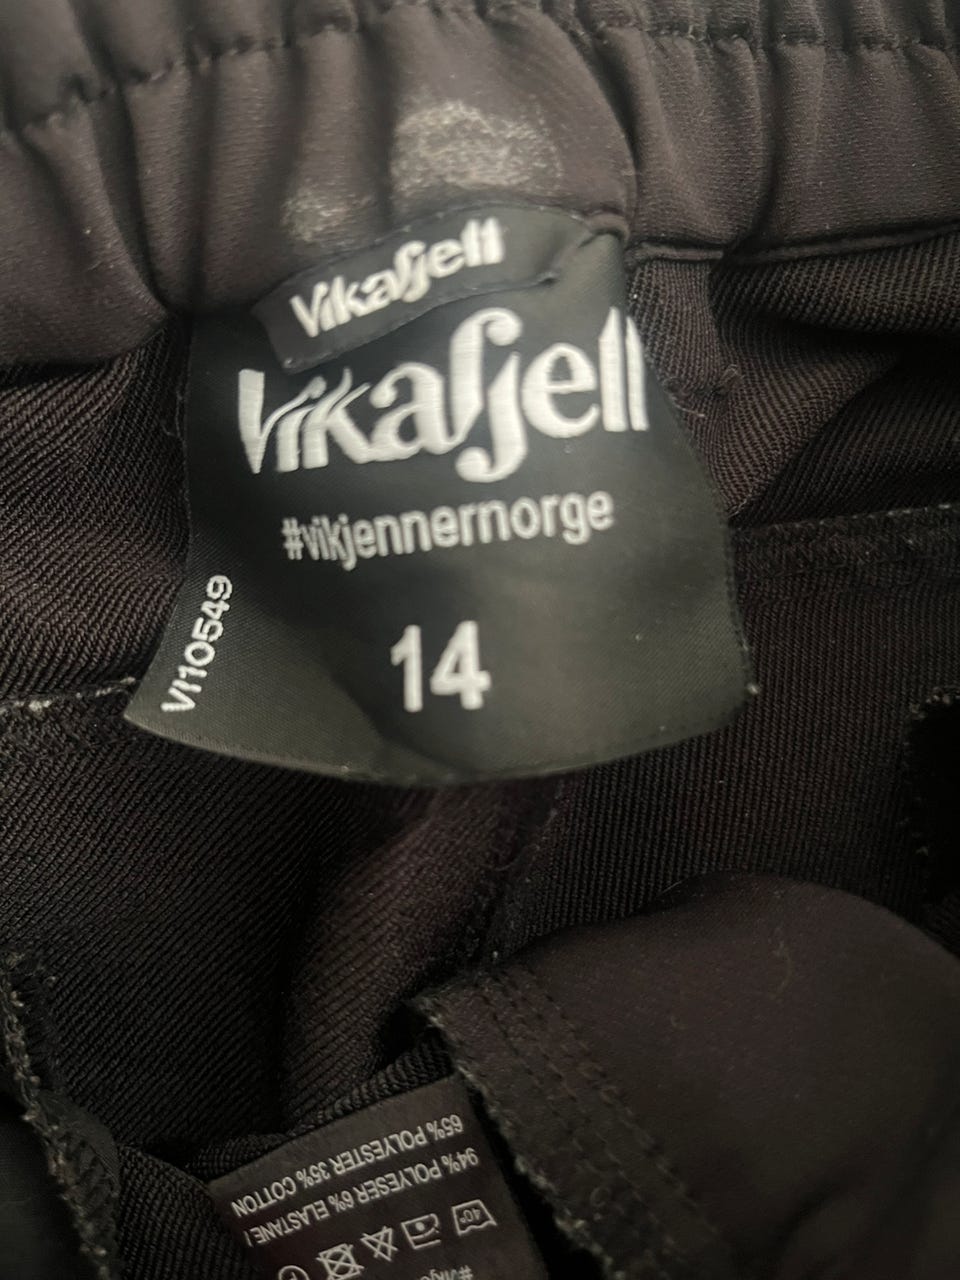 Vikafjell
Vikafjell
#vikjennernorge
14
VI10549
65% POLYESTER 35% COTTON
94% POLYESER 6% ELASTANE
40°